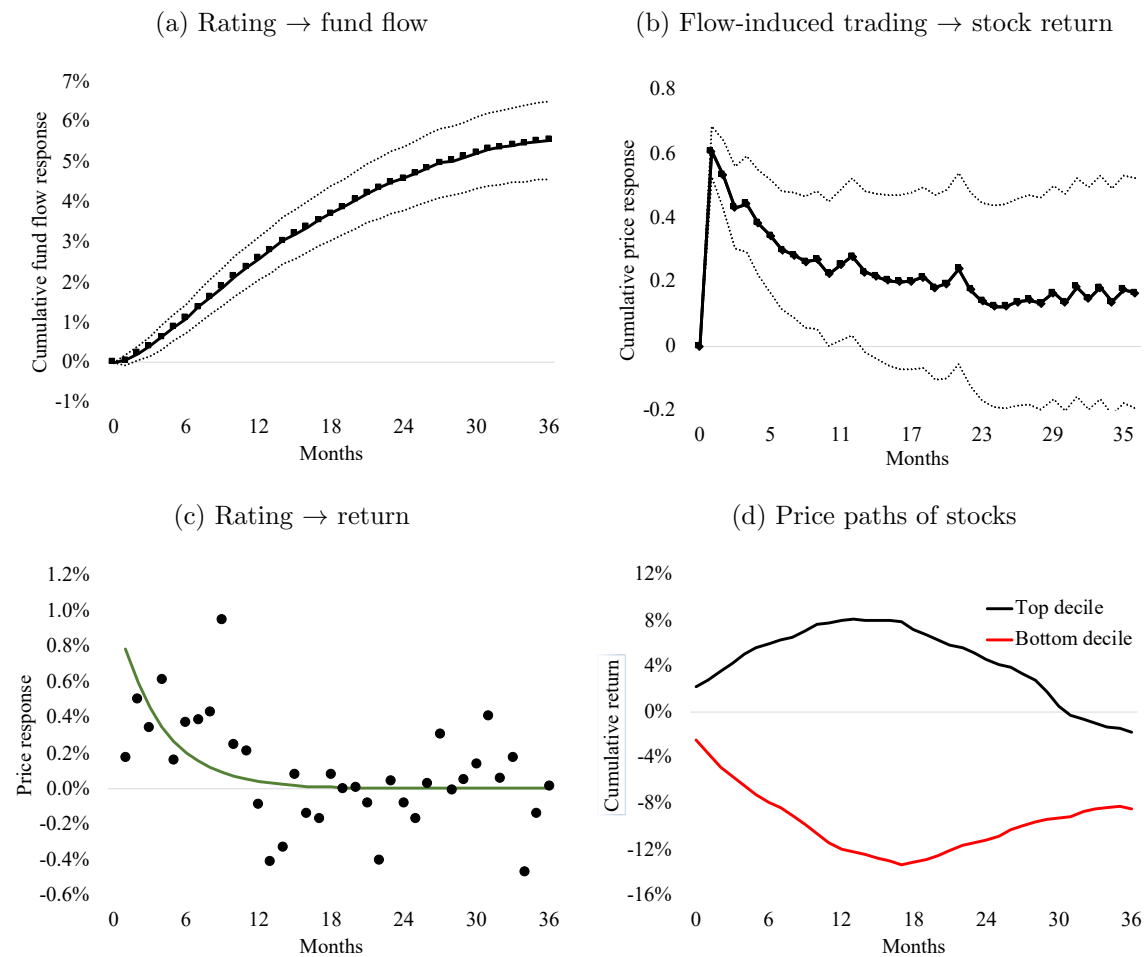 (a) Rating → fund flow
Cumulative fund flow response
7%
6%
5%
4%
3%
2%
1%
0%
-1%
0 6 12 18 24 30 36
Months
(b) Flow-induced trading → stock return
Cumulative price response
0.8
0.6
0.4
0.2
0
-0.2
0 5 11 17 23 29 35
Months
(c) Rating → return
Price response
1.2%
1.0%
0.8%
0.6%
0.4%
0.2%
0.0%
-0.2%
-0.4%
-0.6%
0 6 12 18 24 30 36
Months
(d) Price paths of stocks
Cumulative return
12%
8%
4%
0%
-4%
-8%
-12%
-16%
Top decile
Bottom decile
0 6 12 18 24 30 36
Months